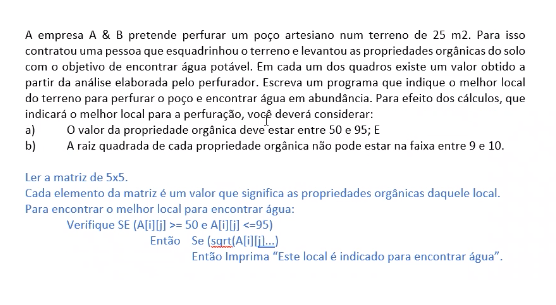 A empresa A & B pretende perfurar um poço artesiano num terreno de 25 m2. Para isso
contratou uma pessoa que esquadrinhou o terreno e levantou as propriedades orgânicas do solo
com o objetivo de encontrar água potável. Em cada um dos quadros existe um valor obtido a
partir da análise elaborada pelo perfurador. Escreva um programa que indique o melhor local
do terreno para perfurar o poço e encontrar água em abundância. Para efeito dos cálculos, que
indicará o melhor local para a perfuração, você deverá considerar:
a) O valor da propriedade orgânica deve estar entre 50 e 95; E
b) A raiz quadrada de cada propriedade orgânica não pode estar na faixa entre 9 e 10.
Ler a matriz de 5x5.
Cada elemento da matriz é um valor que significa as propriedades orgânicas daquele local.
Para encontrar o melhor local para encontrar água:
Verifique SE (A[i][j] >= 50 e A[i][j] <=95)
Então Se (sqrt(A[i][j]...)
Então Imprima “Este local é indicado para encontrar água”.